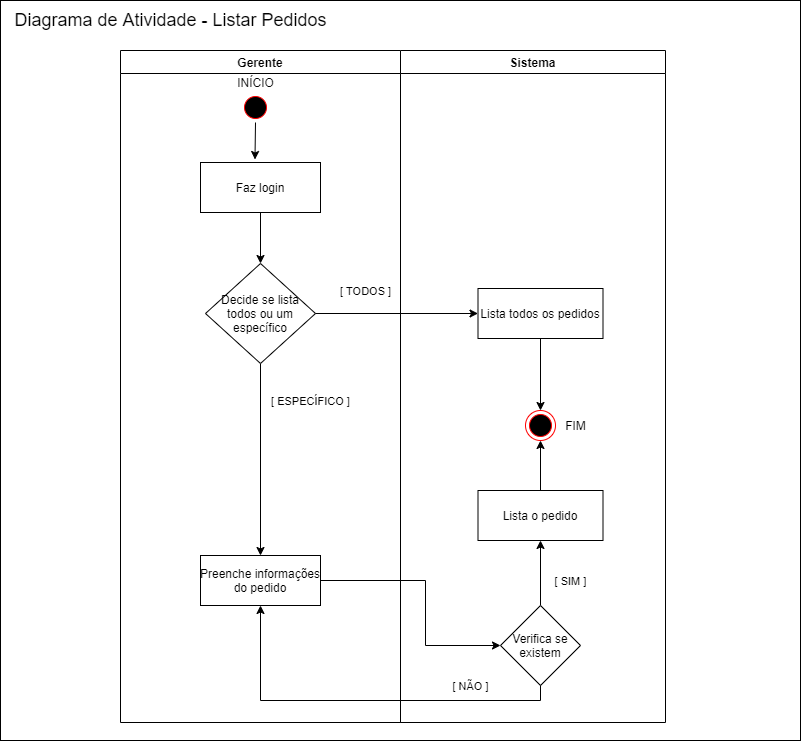 Diagrama de Atividade - Listar Pedidos
Gerente
Sistema
INÍCIO
Faz login
Decide se lista
todos ou um
específico
[ TODOS ]
Lista todos os pedidos
[ ESPECÍFICO ]
FIM
Lista o pedido
Preenche informações
do pedido
[ SIM ]
Verifica se
existem
[ NÃO ]